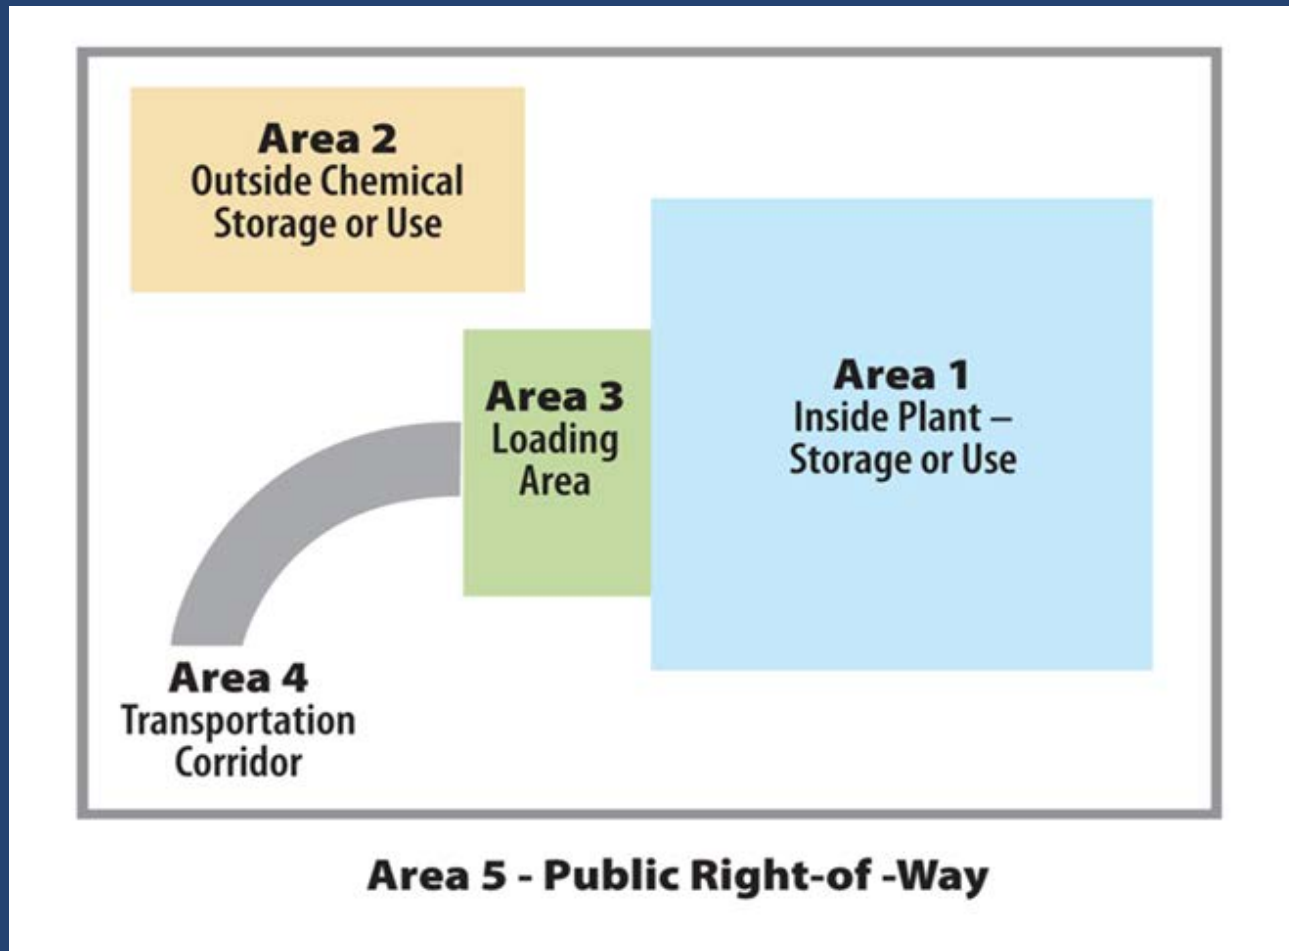 Area 2
Outside Chemical
Storage or Use
Area 3
Loading
Area
Area 1
Inside Plant –
Storage or Use
Area 4
Transportation
Corridor
Area 5 - Public Right-of -Way